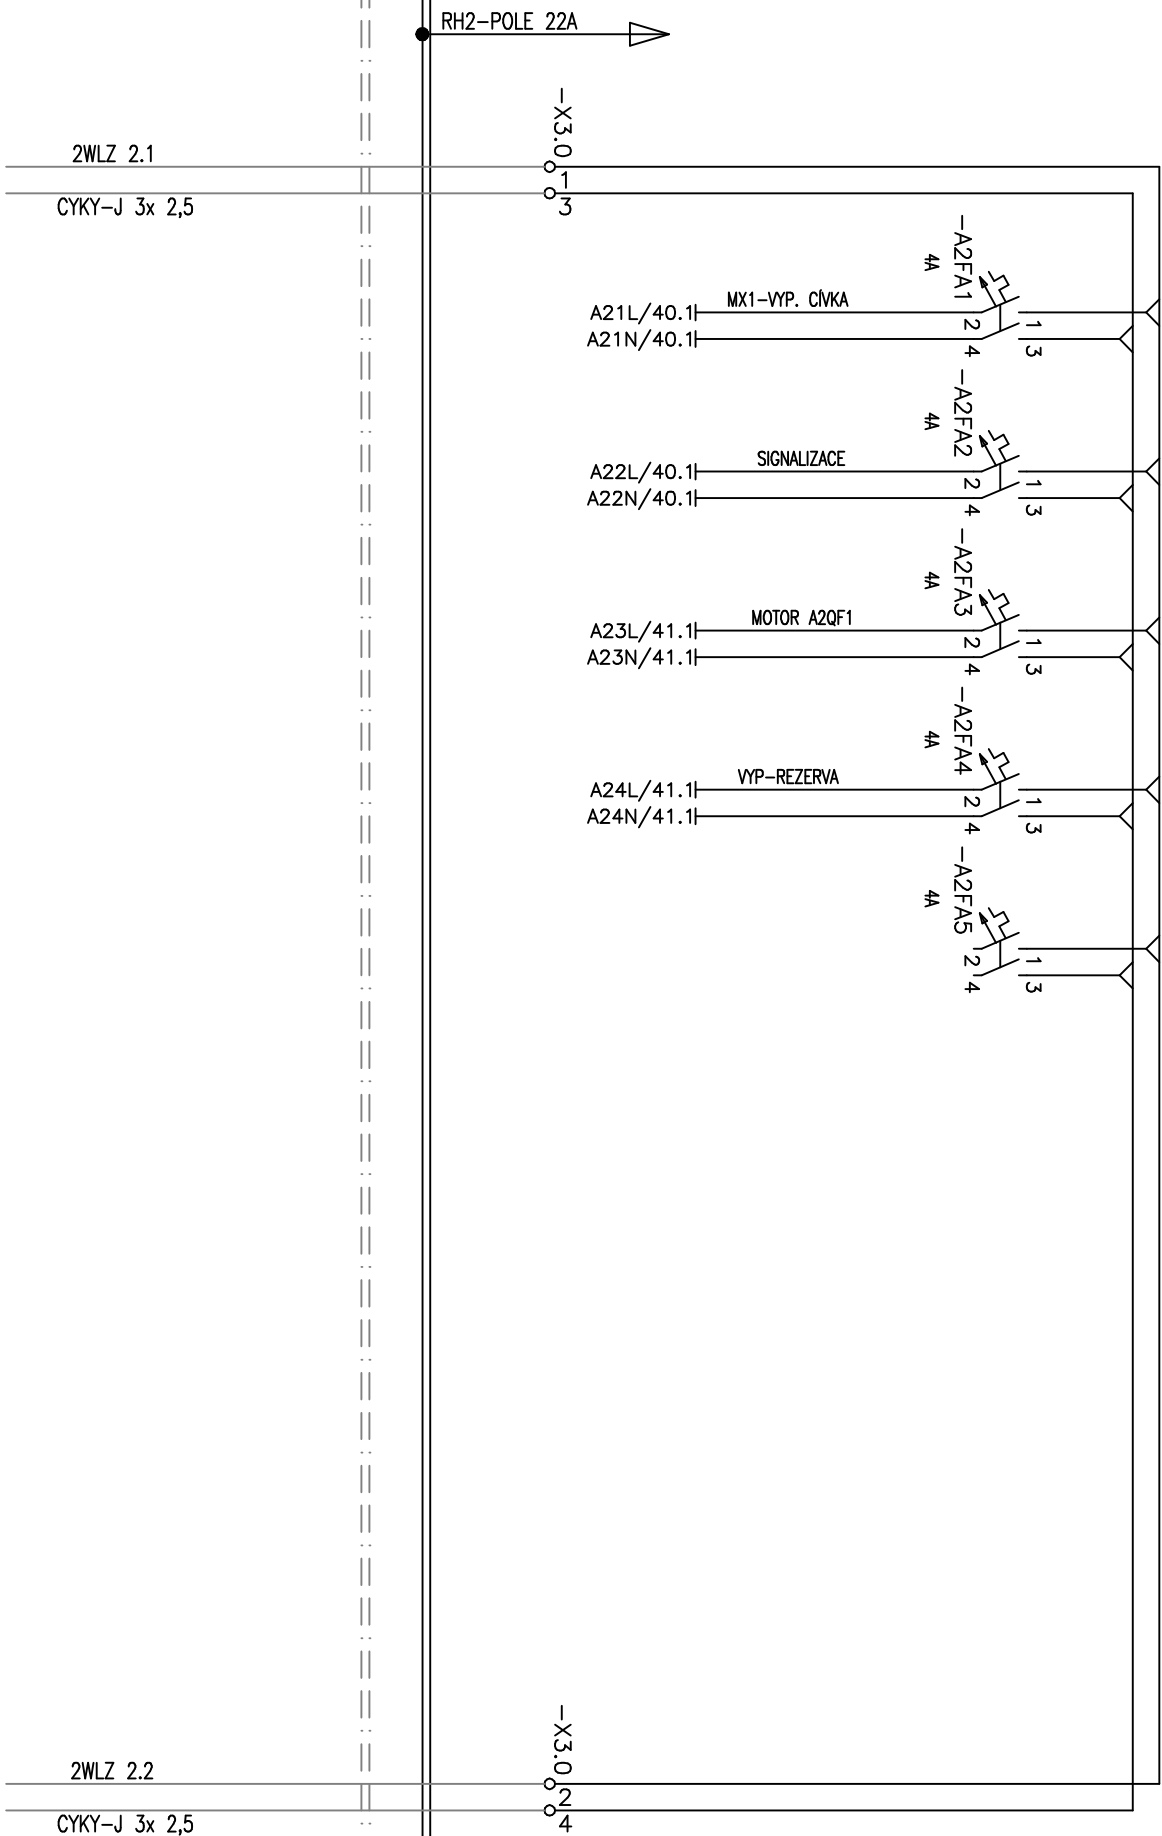 RH2-POLE 22A
-X3.0
2WLZ 2.1
1
CYKY-J 3x 2,5
3
-A2FA1
4A
MX1-VYP. CÍVKA
A21L/40.1
2
1
A21N/40.1
4
3
-A2FA2
4A
SIGNALIZACE
A22L/40.1
2
1
A22N/40.1
4
3
-A2FA3
4A
MOTOR A2QF1
A23L/41.1
2
1
A23N/41.1
4
3
-A2FA4
4A
VYP-REZERVA
A24L/41.1
2
1
A24N/41.1
4
3
-A2FA5
4A
2
1
4
3
-X3.0
2WLZ 2.2
2
CYKY-J 3x 2,5
4